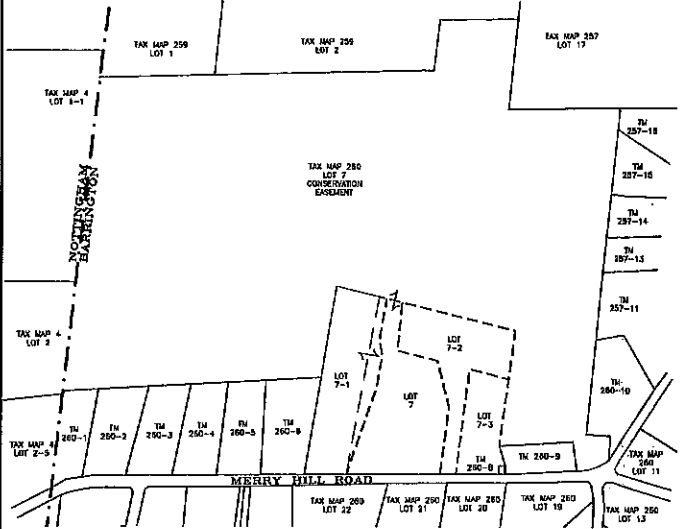 TAX MAP 259
LOT 1
TAX MAP 259
LOT 2
TAX MAP 257
LOT 17
TAX MAP 4
LOT
TM
257-18
TM
TM
257-14
TM
257-13
TM
257-11
TAX MAP 260
LOT 7
CONSERVATION
EASEMENT
NOTTINGHAM
BARRINGTON
TAX MAP 4
LOT 2
LOT
7-1
LOT
7-2
LOT
7
LOT
7-3
TM
260-10
TAX MAP 4
LOT 2-5
TM
260-1
TM
260-2
TM
260-3
TM
260-4
TM
260-5
TM
260-6
TM
260-8
TM 260-9
TAX MAP
260
LOT 11
MERRY HILL ROAD
TAX MAP 260
LOT 22
TAX MAP 260
LOT 21
TAX MAP 260
LOT 20
TAX MAP 260
LOT 19
TAX MAP 260
LOT 13